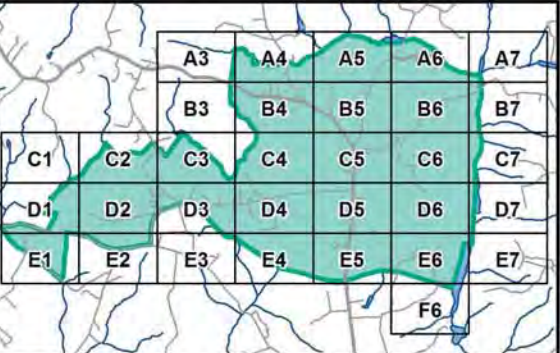 A3 A4 A5 A6 A7
B3 B4 B5 B6 B7
C1 C2 C3 C4 C5 C6 C7
D1 D2 D3 D4 D5 D6 D7
E1 E2 E3 E4 E5 E6 E7
F6